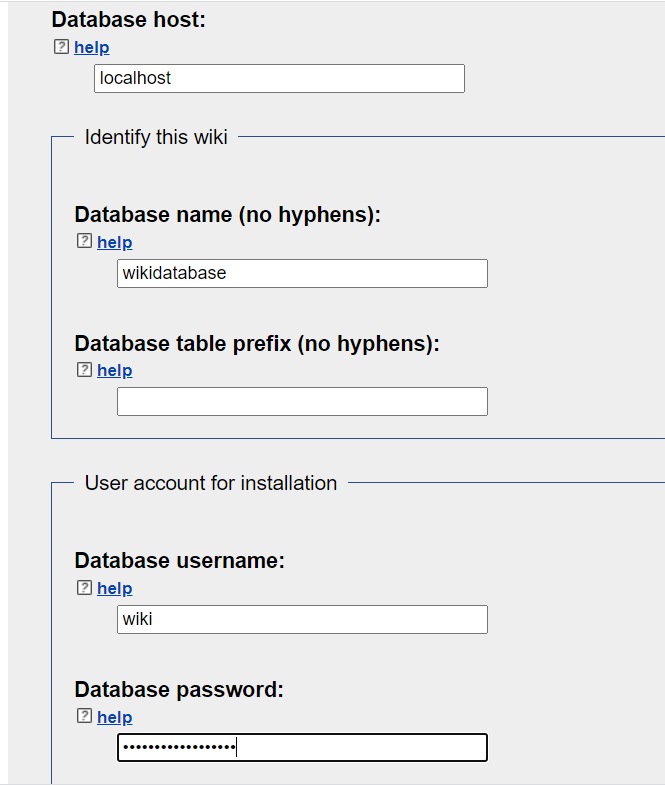 Database host:
? help
localhost
Identify this wiki
Database name (no hyphens):
? help
wikidatabase
Database table prefix (no hyphens):
? help
User account for installation
Database username:
? help
wiki
Database password:
? help
••••••••••••••••••